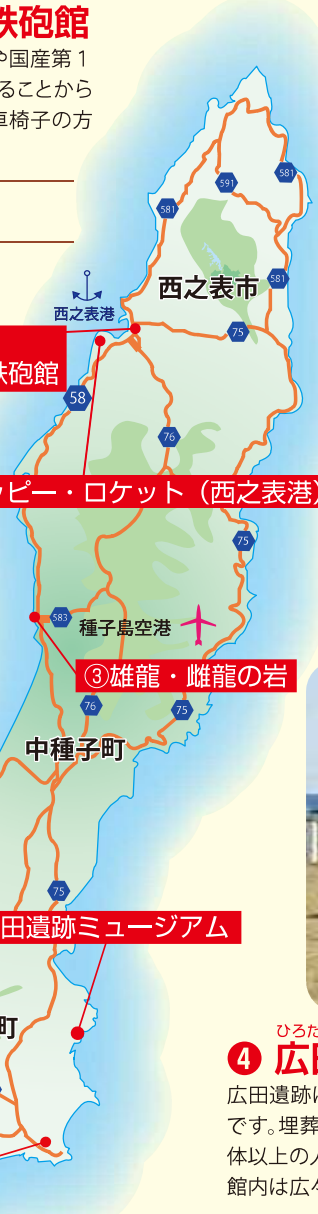 鉄砲館
や国産第1
ることから
車椅子の方
591
581
581
581
西之表市
西之表港
75
鉄砲館
58
76
ッピー・ロケット（西之表港）
75
583
種子島空港
③雄龍・雌龍の岩
76
75
中種子町
75
田遺跡ミュージアム
町
ひろた
❹ 広田
広田遺跡に
です。埋葬
体以上の人
館内は広々